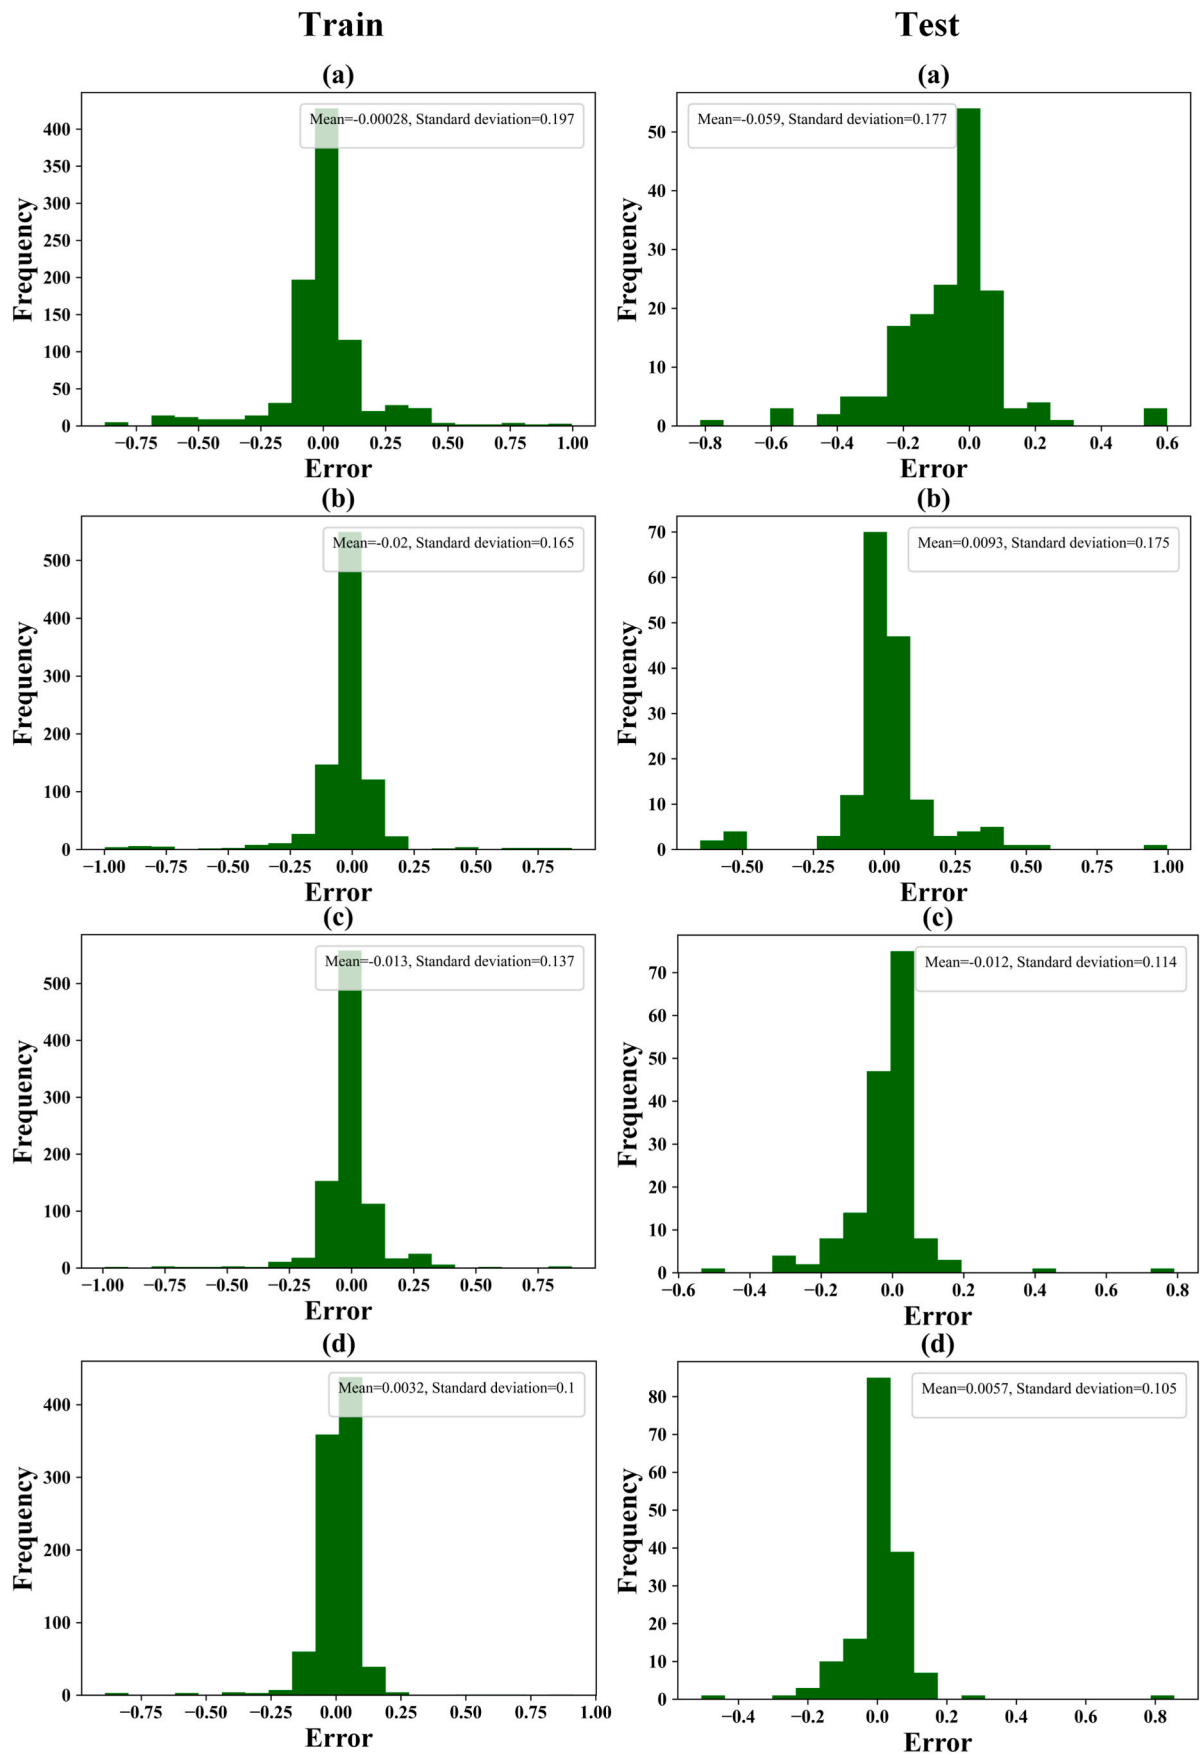 Train
Test
(a)
Mean=-0.00028, Standard deviation=0.197
Frequency
400
350
300
250
200
150
100
50
0
−0.75 −0.50 −0.25 0.00 0.25 0.50 0.75 1.00
Error
(a)
Mean=-0.059, Standard deviation=0.177
Frequency
50
40
30
20
10
0
−0.8 −0.6 −0.4 −0.2 0.0 0.2 0.4 0.6
Error
(b)
Mean=-0.02, Standard deviation=0.165
Frequency
500
400
300
200
100
0
−1.00 −0.75 −0.50 −0.25 0.00 0.25 0.50 0.75
Error
(b)
Mean=0.0093, Standard deviation=0.175
Frequency
70
60
50
40
30
20
10
0
−0.50 −0.25 0.00 0.25 0.50 0.75 1.00
Error
(c)
Mean=-0.013, Standard deviation=0.137
Frequency
500
400
300
200
100
0
−1.00 −0.75 −0.50 −0.25 0.00 0.25 0.50 0.75
Error
(c)
Mean=-0.012, Standard deviation=0.114
Frequency
70
60
50
40
30
20
10
0
−0.6 −0.4 −0.2 0.0 0.2 0.4 0.6 0.8
Error
(d)
Mean=0.0032, Standard deviation=0.1
Frequency
400
300
200
100
0
−0.75 −0.50 −0.25 0.00 0.25 0.50 0.75 1.00
Error
(d)
Mean=0.0057, Standard deviation=0.105
Frequency
80
70
60
50
40
30
20
10
0
−0.4 −0.2 0.0 0.2 0.4 0.6 0.8
Error